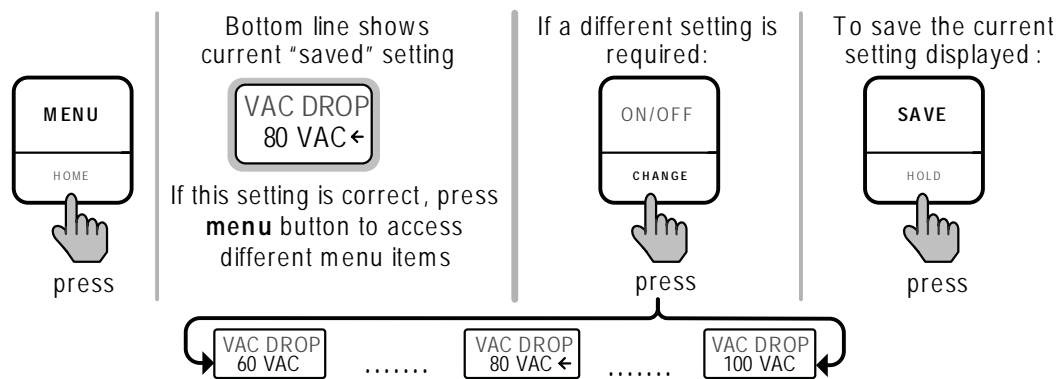 MENU
HOME
press
Bottom line shows
current “saved” setting
VAC DROP
80 VAC←
If this setting is correct, press
menu button to access
different menu items
If a different setting is
required:
ON/OFF
CHANGE
press
To save the current
setting displayed :
SAVE
HOLD
press
VAC DROP
60 VAC
.......
VAC DROP
80 VAC ←
.......
VAC DROP
100 VAC